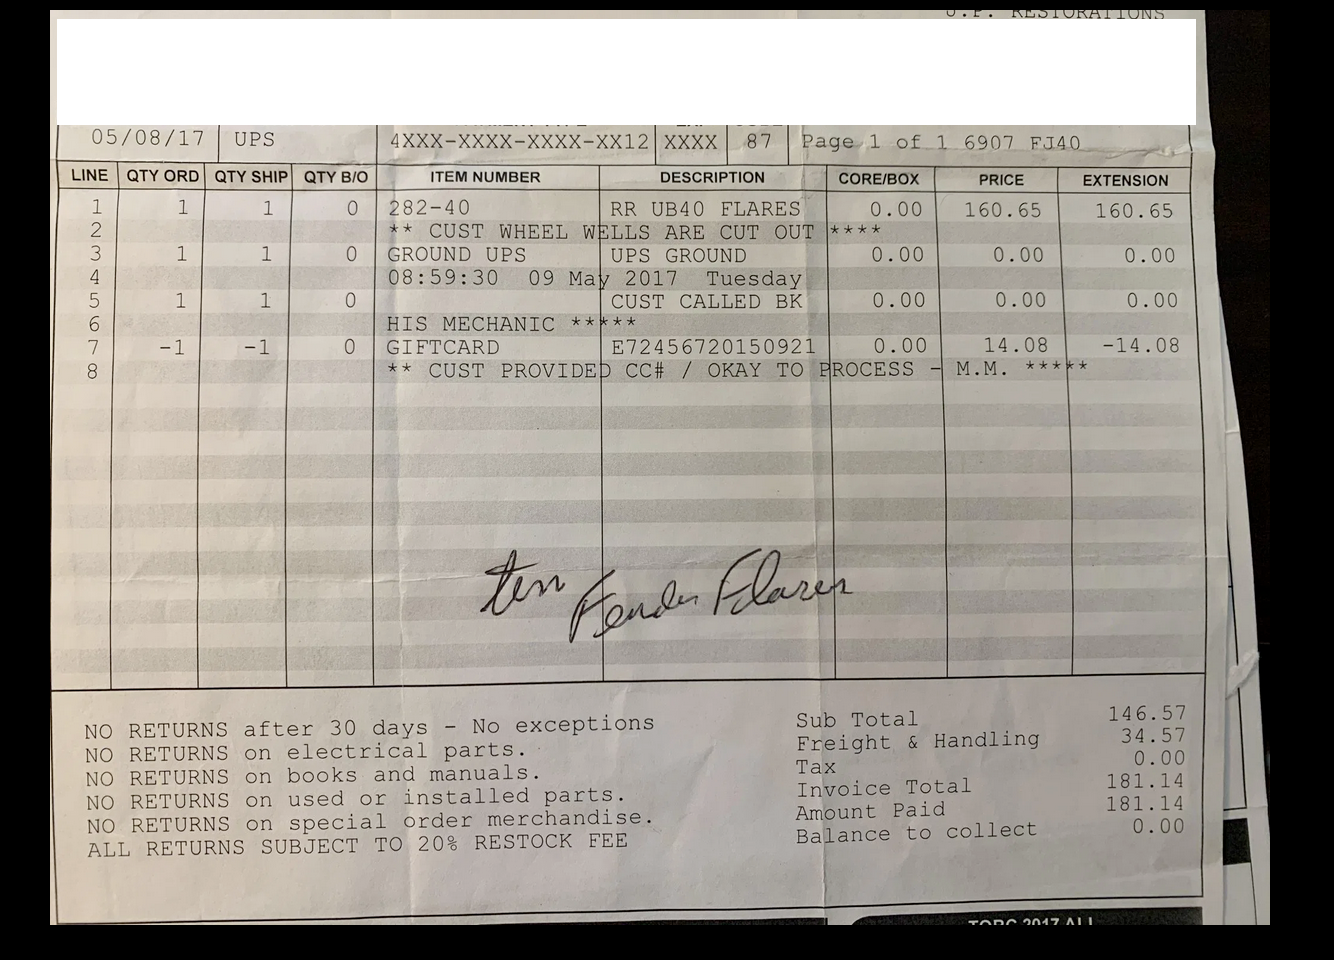 J.P. RESTORATIONS
05/08/17 UPS 4XXX-XXXX-XXXX-XX12 XXXX 87 Page 1 of 1 6907 FJ40
LINE QTY ORD QTY SHIP QTY B/O ITEM NUMBER DESCRIPTION CORE/BOX PRICE EXTENSION
1 1 1 0 282-40 RR UB40 FLARES 0.00 160.65 160.65
2 ** CUST WHEEL WELLS ARE CUT OUT ****
3 1 1 0 GROUND UPS UPS GROUND 0.00 0.00 0.00
4 08:59:30 09 May 2017 Tuesday
5 1 1 0 CUST CALLED BK 0.00 0.00 0.00
6 HIS MECHANIC *****
7 -1 -1 0 GIFTCARD E72456720150921 0.00 14.08 -14.08
8 ** CUST PROVIDED CC# / OKAY TO PROCESS - M.M. *****
Fender Flares
NO RETURNS after 30 days - No exceptions
NO RETURNS on electrical parts.
NO RETURNS on books and manuals.
NO RETURNS on used or installed parts.
NO RETURNS on special order merchandise.
ALL RETURNS SUBJECT TO 20% RESTOCK FEE
Sub Total 146.57
Freight & Handling 34.57
Tax 0.00
Invoice Total 181.14
Amount Paid 181.14
Balance to collect 0.00
2017 ALL